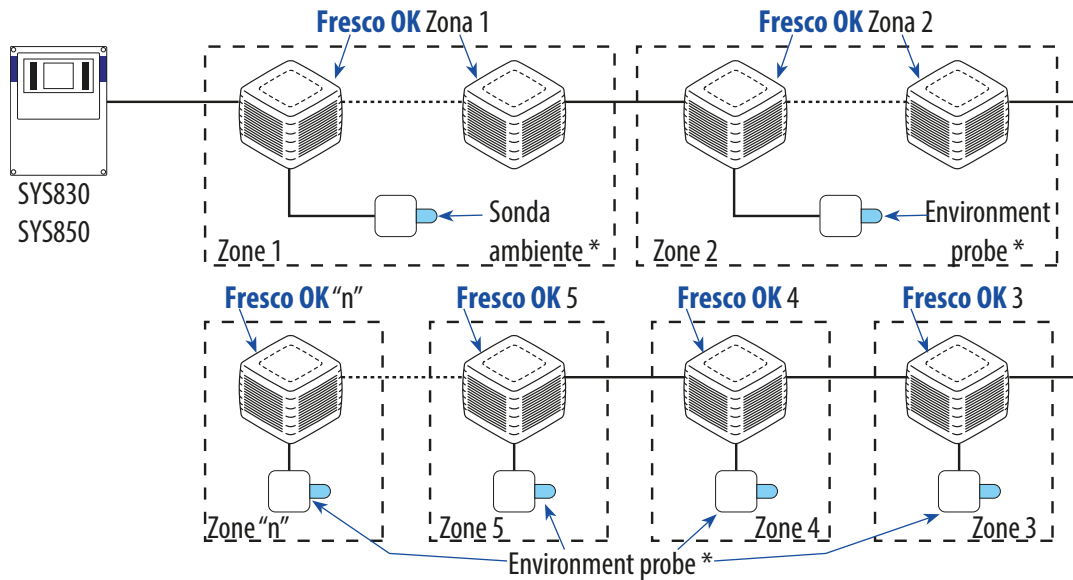 Fresco OK Zona 1
Fresco OK Zona 2
SYS830
SYS850
Sonda
ambiente *
Zone 1
Environment
probe *
Zone 2
Fresco OK “n”
Fresco OK 5
Fresco OK 4
Fresco OK 3
Zone “n”
Zone 5
Zone 4
Zone 3
Environment probe *